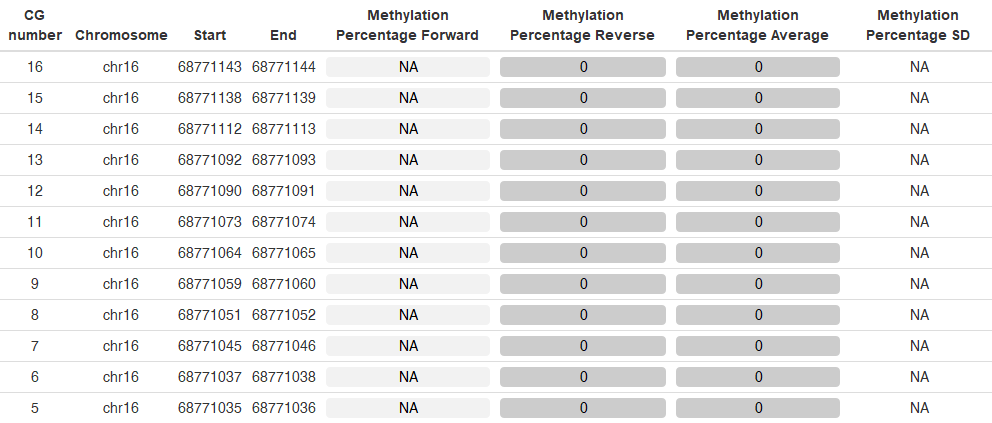 CG number Chromosome Start End Methylation Percentage Forward Methylation Percentage Reverse Methylation Percentage Average Methylation Percentage SD
16 chr16 68771143 68771144 NA 0 0 NA
15 chr16 68771138 68771139 NA 0 0 NA
14 chr16 68771112 68771113 NA 0 0 NA
13 chr16 68771092 68771093 NA 0 0 NA
12 chr16 68771090 68771091 NA 0 0 NA
11 chr16 68771073 68771074 NA 0 0 NA
10 chr16 68771064 68771065 NA 0 0 NA
9 chr16 68771059 68771060 NA 0 0 NA
8 chr16 68771051 68771052 NA 0 0 NA
7 chr16 68771045 68771046 NA 0 0 NA
6 chr16 68771037 68771038 NA 0 0 NA
5 chr16 68771035 68771036 NA 0 0 NA